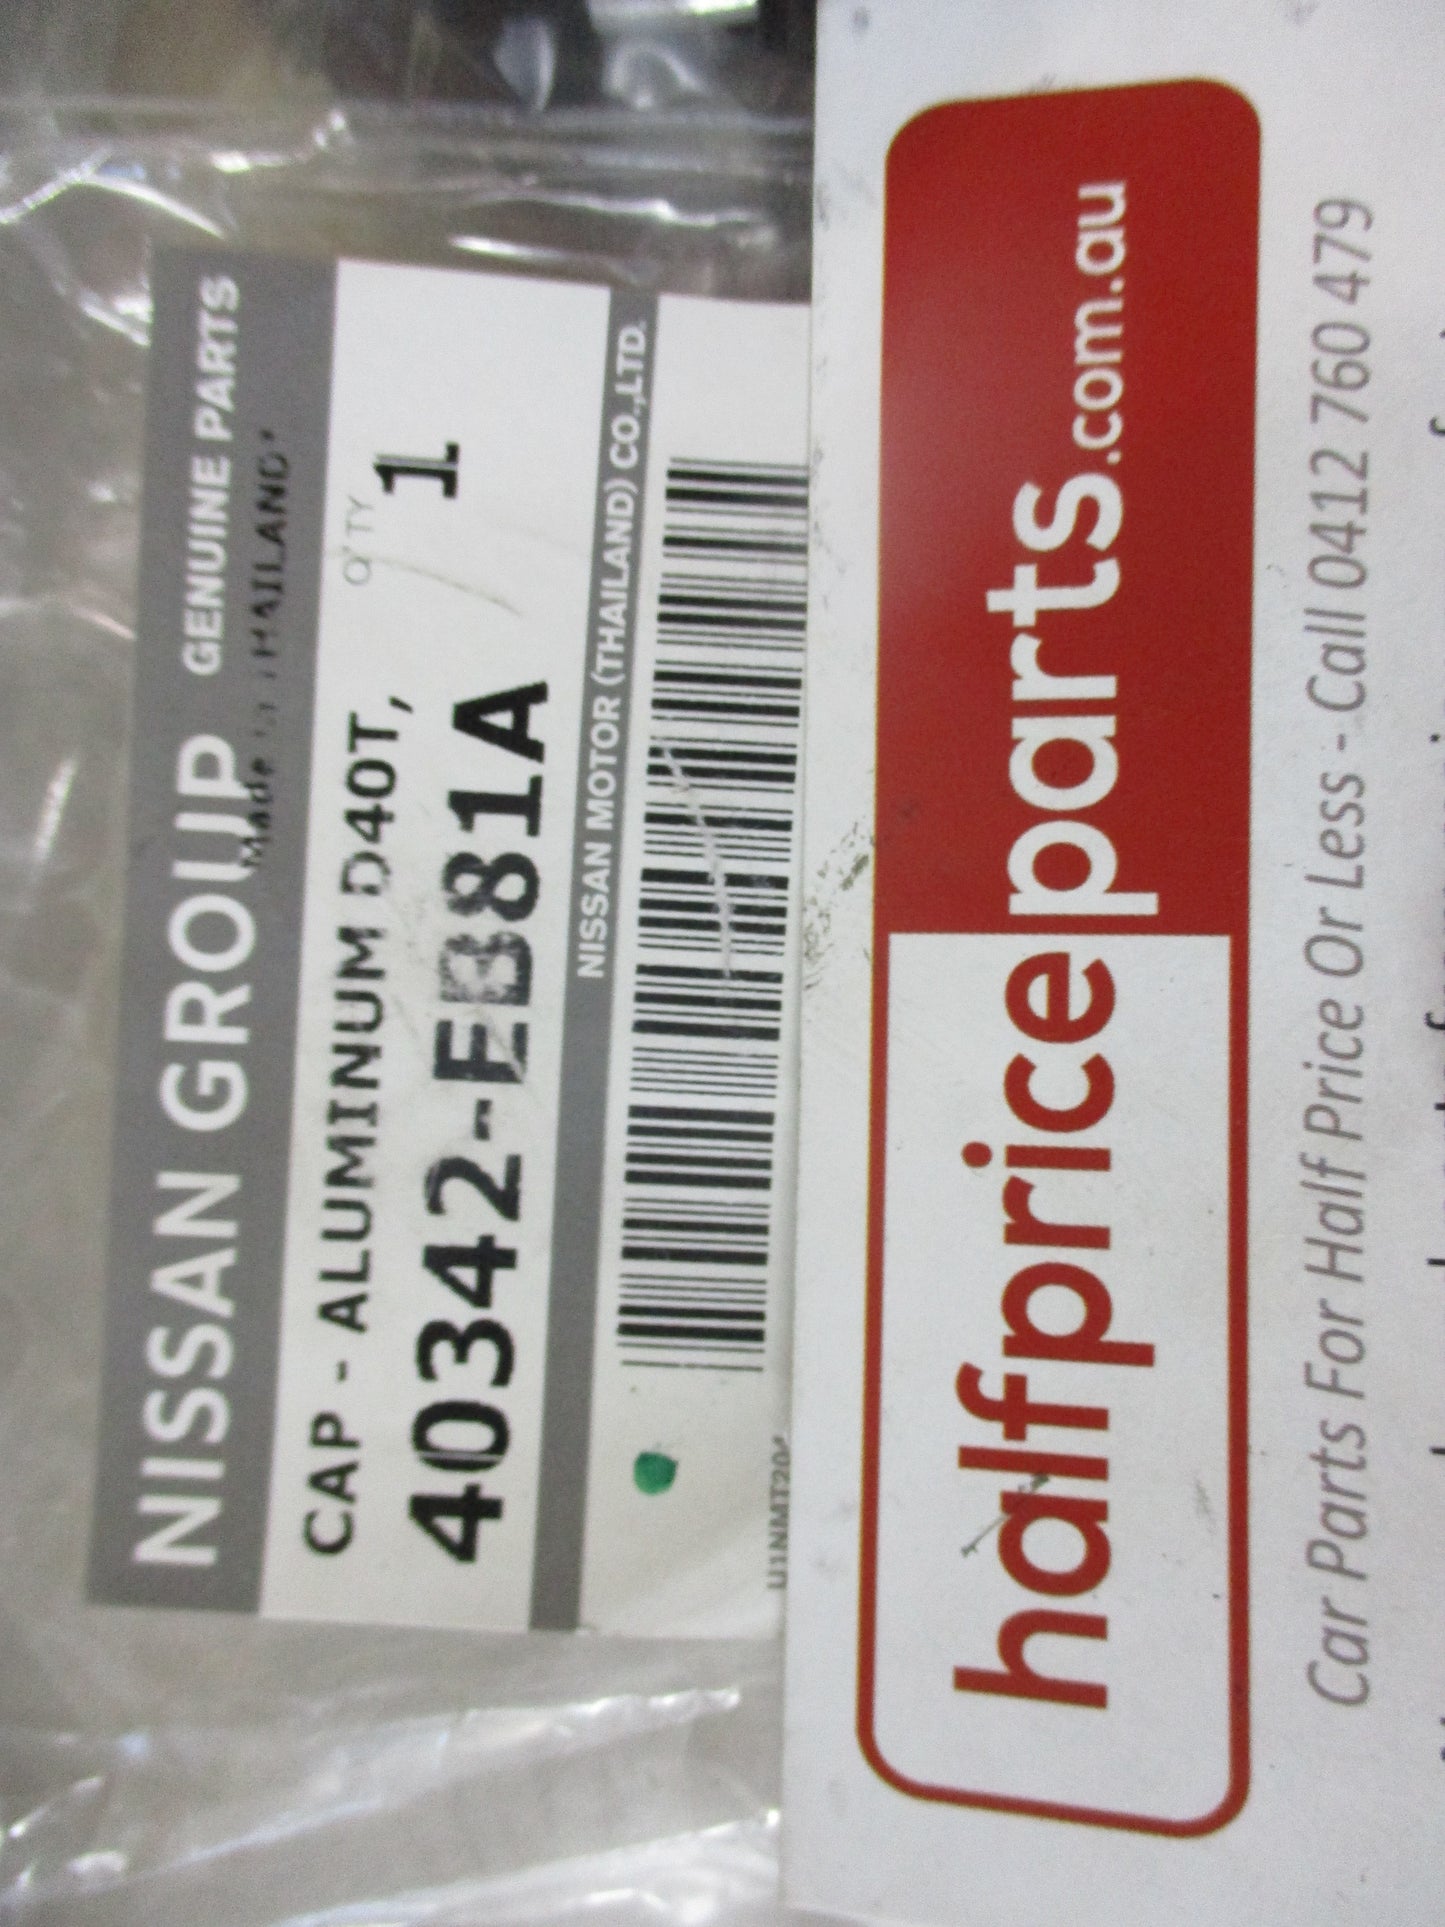 NISSAN GROUP GENUINE PARTS
Made in THAILAND
CAP - ALUMINUM D40T, Q'TY
40342-EB81A 1
NISSAN MOTOR (THAILAND) CO.,LTD.
halfpriceparts.com.au
Car Parts For Half Price Or Less - Call 0412 760 479